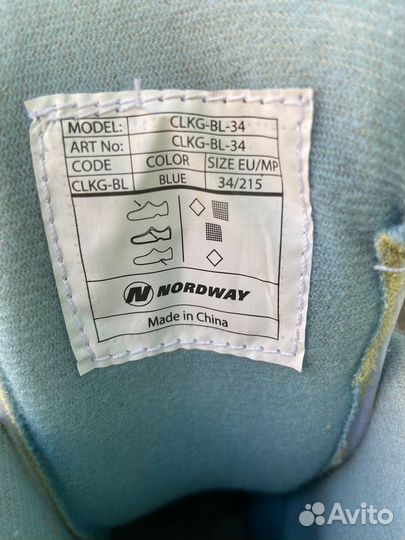 MODEL: CLKG-BL-34
ART No: CLKG-BL-34
CODE COLOR SIZE EU/MP
CLKG-BL BLUE 34/215
NORDWAY
Made in China
Avito